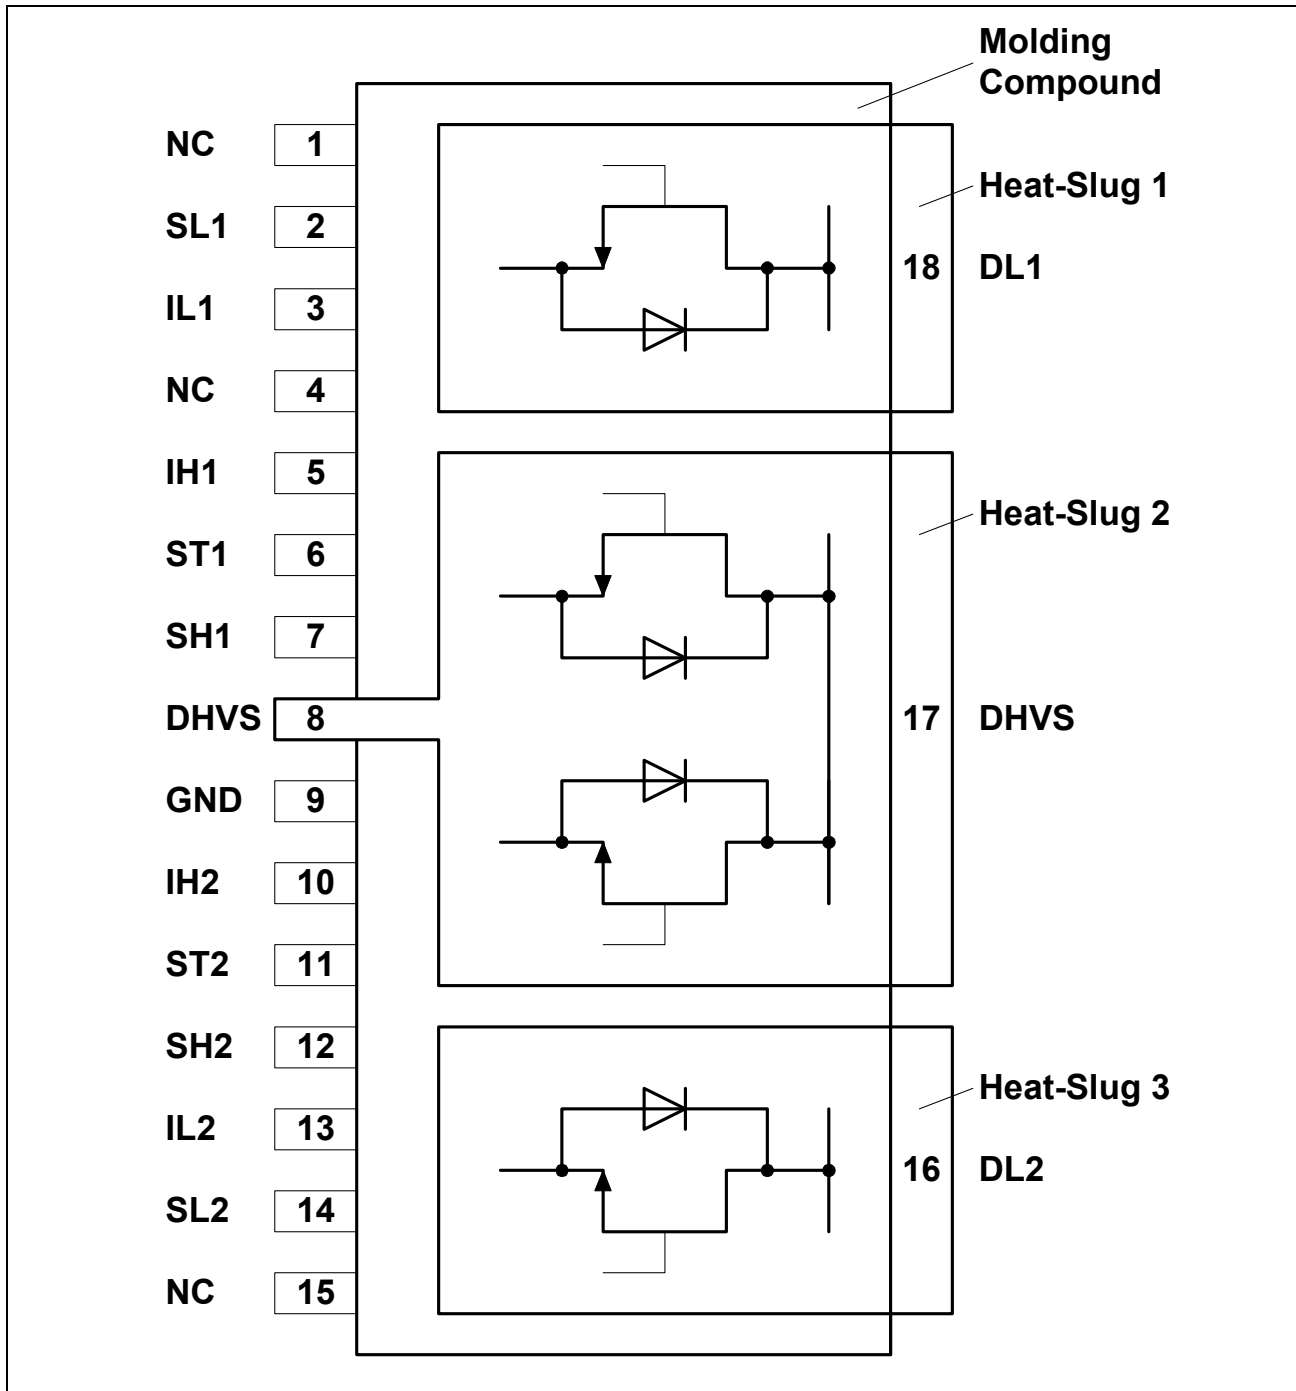 Molding
Compound
NC 1
SL1 2
Heat-Slug 1
18 DL1
IL1 3
NC 4
IH1 5
Heat-Slug 2
ST1 6
SH1 7
DHVS 8
17 DHVS
GND 9
IH2 10
ST2 11
SH2 12
Heat-Slug 3
IL2 13
16 DL2
SL2 14
NC 15